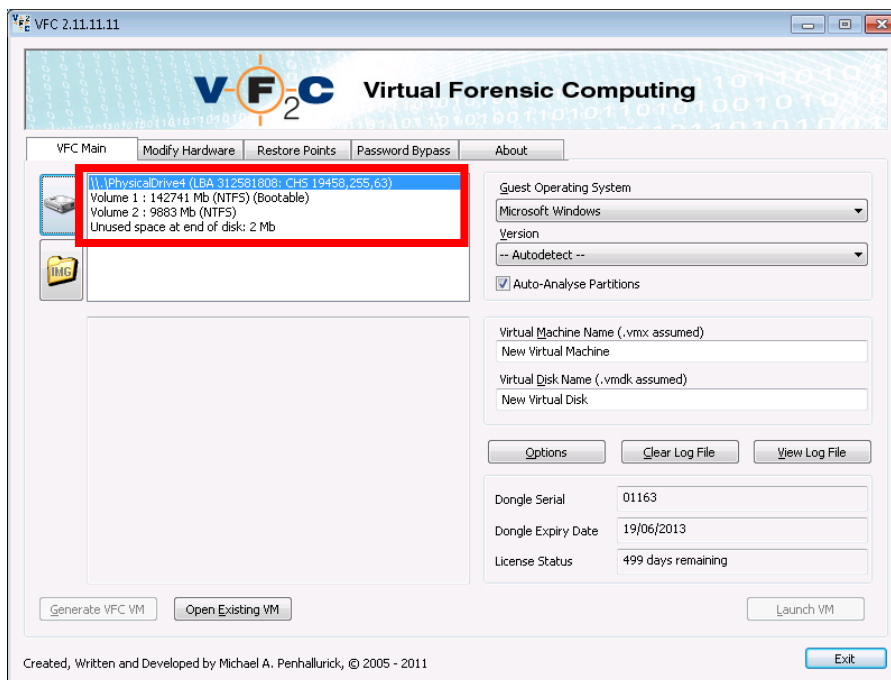 VFC 2.11.11.11
VF2C Virtual Forensic Computing
VFC Main Modify Hardware Restore Points Password Bypass About
\\.\PhysicalDrive4 (LBA 312581808: CHS 19458,255,63)
Volume 1 : 142741 Mb (NTFS) (Bootable)
Volume 2 : 9883 Mb (NTFS)
Unused space at end of disk: 2 Mb
IMG
Guest Operating System
Microsoft Windows
Version
-- Autodetect --
Auto-Analyse Partitions
Virtual Machine Name (.vmx assumed)
New Virtual Machine
Virtual Disk Name (.vmdk assumed)
New Virtual Disk
Options Clear Log File View Log File
Dongle Serial 01163
Dongle Expiry Date 19/06/2013
License Status 499 days remaining
Generate VFC VM Open Existing VM Launch VM
Created, Written and Developed by Michael A. Penhallurick, © 2005 - 2011 Exit